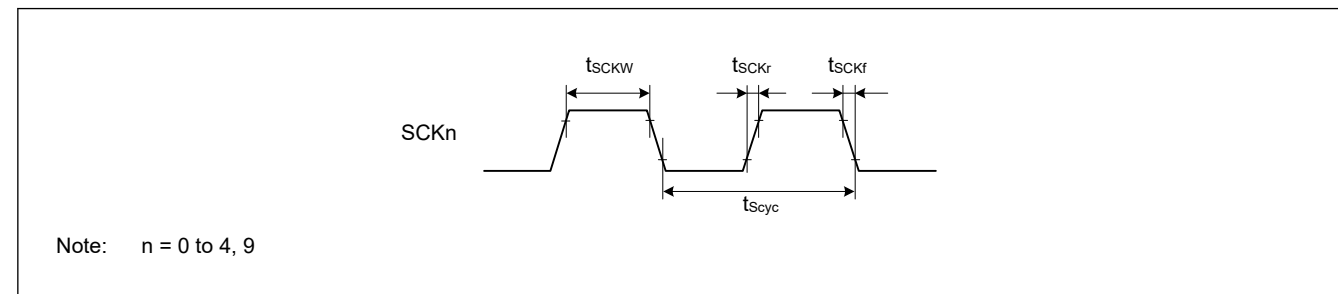 tSCKW tSCKr tSCKf
SCKn
tScyc
Note: n = 0 to 4, 9